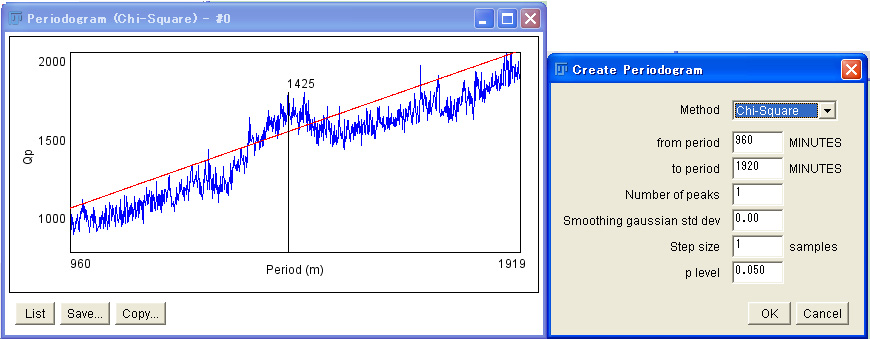 Periodogram (Chi-Square) - #0
2000
1500
1000
Qp
1425
960
Period (m)
1919
List
Save...
Copy...
Create Periodogram
Method Chi-Square
from period 960 MINUTES
to period 1920 MINUTES
Number of peaks 1
Smoothing gaussian std dev 0.00
Step size 1 samples
p level 0.050
OK
Cancel